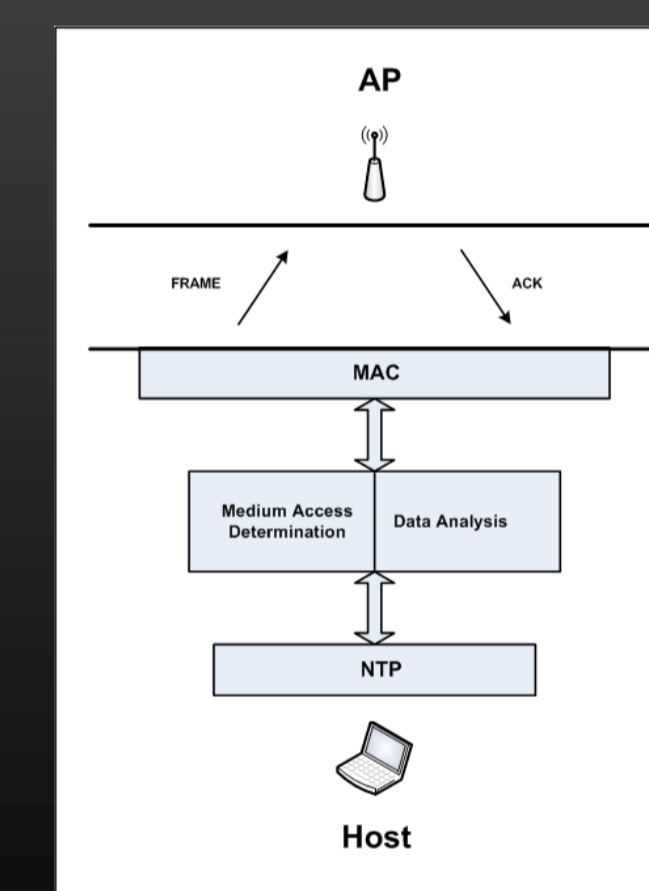 AP
FRAME
ACK
MAC
Medium Access
Determination
Data Analysis
NTP
Host